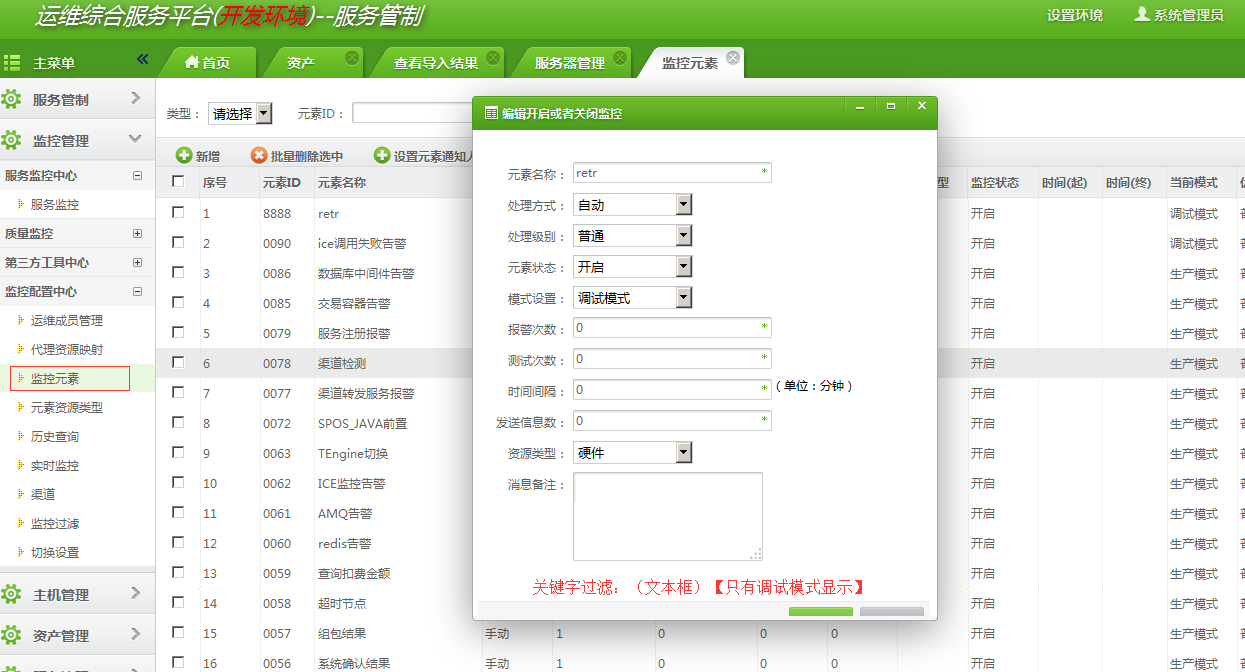 运维综合服务平台(开发环境)--服务管制
设置环境 系统管理员
主菜单 « 首页 资产 查看导入结果 服务器管理 监控元素
服务管制
监控管理
服务监控中心
服务监控
质量监控
第三方工具中心
监控配置中心
运维成员管理
代理资源映射
监控元素
元素资源类型
历史查询
实时监控
渠道
监控过滤
切换设置
主机管理
资产管理
类型： 请选择 元素ID：
新增 批量删除选中 设置元素通知人
序号 元素ID 元素名称 型 监控状态 时间(起) 时间(终) 当前模式
1 8888 retr 开启 调试模式
2 0090 ice调用失败告警 开启 调试模式
3 0086 数据库中间件告警 开启 生产模式
4 0085 交易容器告警 开启 生产模式
5 0079 服务注册报警 开启 生产模式
6 0078 渠道检测 开启 生产模式
7 0077 渠道转发服务报警 开启 生产模式
8 0072 SPOS_JAVA前置 开启 生产模式
9 0063 TEngine切换 开启 生产模式
10 0062 ICE监控告警 开启 生产模式
11 0061 AMQ告警 开启 生产模式
12 0060 redis告警 开启 生产模式
13 0059 查询扣费金额 开启 生产模式
14 0058 超时节点 开启 生产模式
15 0057 组包结果 手动 1 0 0 0 开启 生产模式
16 0056 系统确认结果 手动 1 0 0 0 开启 生产模式
编辑开启或者关闭监控
元素名称： retr *
处理方式： 自动
处理级别： 普通
元素状态： 开启
模式设置： 调试模式
报警次数： 0 *
测试次数： 0 *
时间间隔： 0 * （单位：分钟）
发送信息数： 0 *
资源类型： 硬件
消息备注：
关键字过滤：（文本框）【只有调试模式显示】